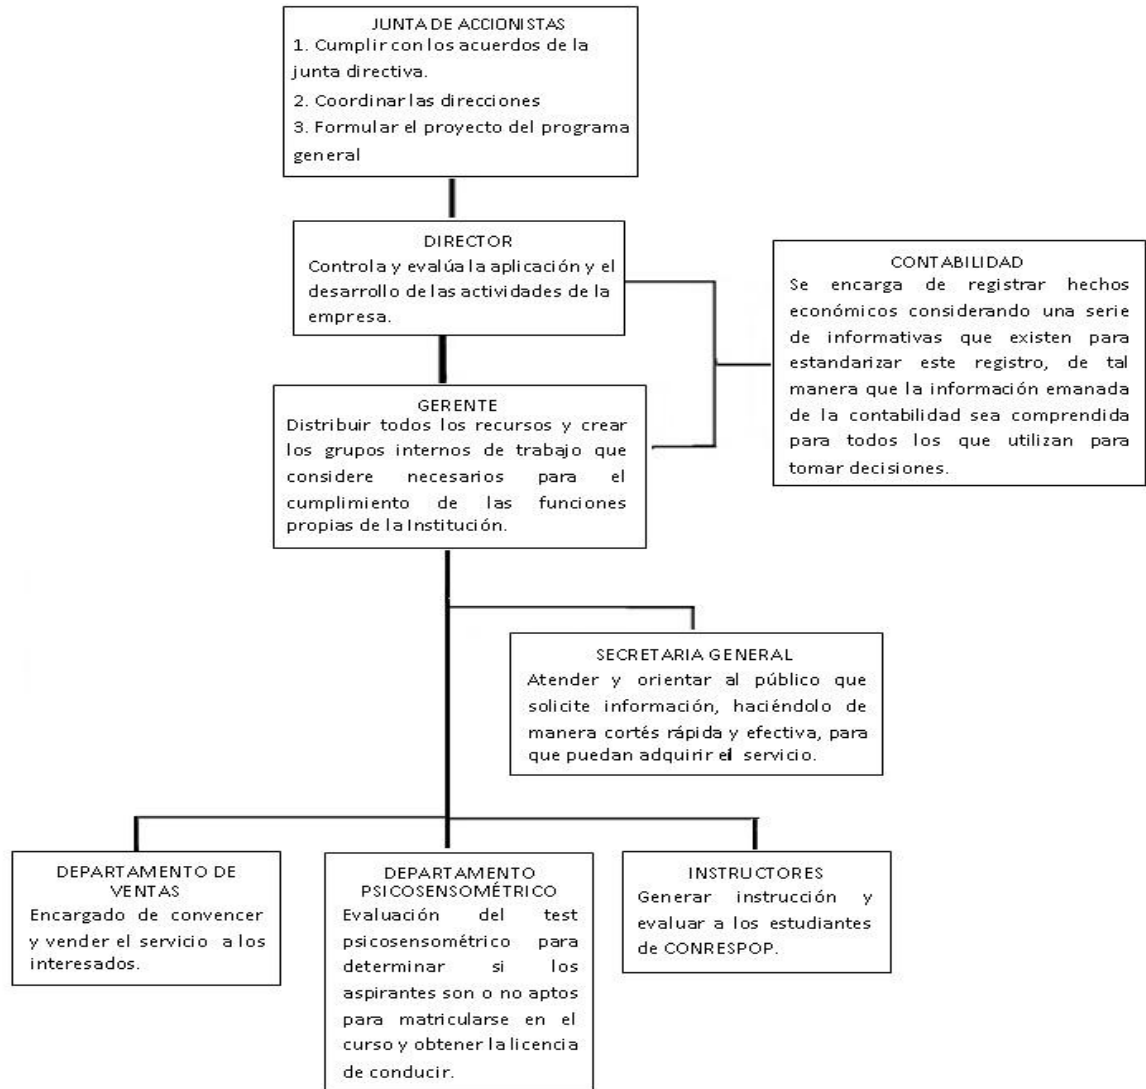 JUNTA DE ACCIONISTAS
1. Cumplir con los acuerdos de la
junta directiva.
2. Coordinar las direcciones
3. Formular el proyecto del programa
general
DIRECTOR
Controla y evalúa la aplicación y el
desarrollo de las actividades de la
empresa.
CONTABILIDAD
Se encarga de registrar hechos
económicos considerando una serie
de informativas que existen para
estandarizar este registro, de tal
manera que la información emanada
de la contabilidad sea comprendida
para todos los que utilizan para
tomar decisiones.
GERENTE
Distribuir todos los recursos y crear
los grupos internos de trabajo que
considere necesarios para el
cumplimiento de las funciones
propias de la Institución.
SECRETARIA GENERAL
Atender y orientar al público que
solicite información, haciéndolo de
manera cortés rápida y efectiva, para
que puedan adquirir el servicio.
DEPARTAMENTO DE
VENTAS
Encargado de convencer
y vender el servicio a los
interesados.
DEPARTAMENTO
PSICOSENSOMÉTRICO
Evaluación del test
psicosensométrico para
determinar si los
aspirantes son o no aptos
para matricularse en el
curso y obtener la licencia
de conducir.
INSTRUCTORES
Generar instrucción y
evaluar a los estudiantes
de CONRESPOP.